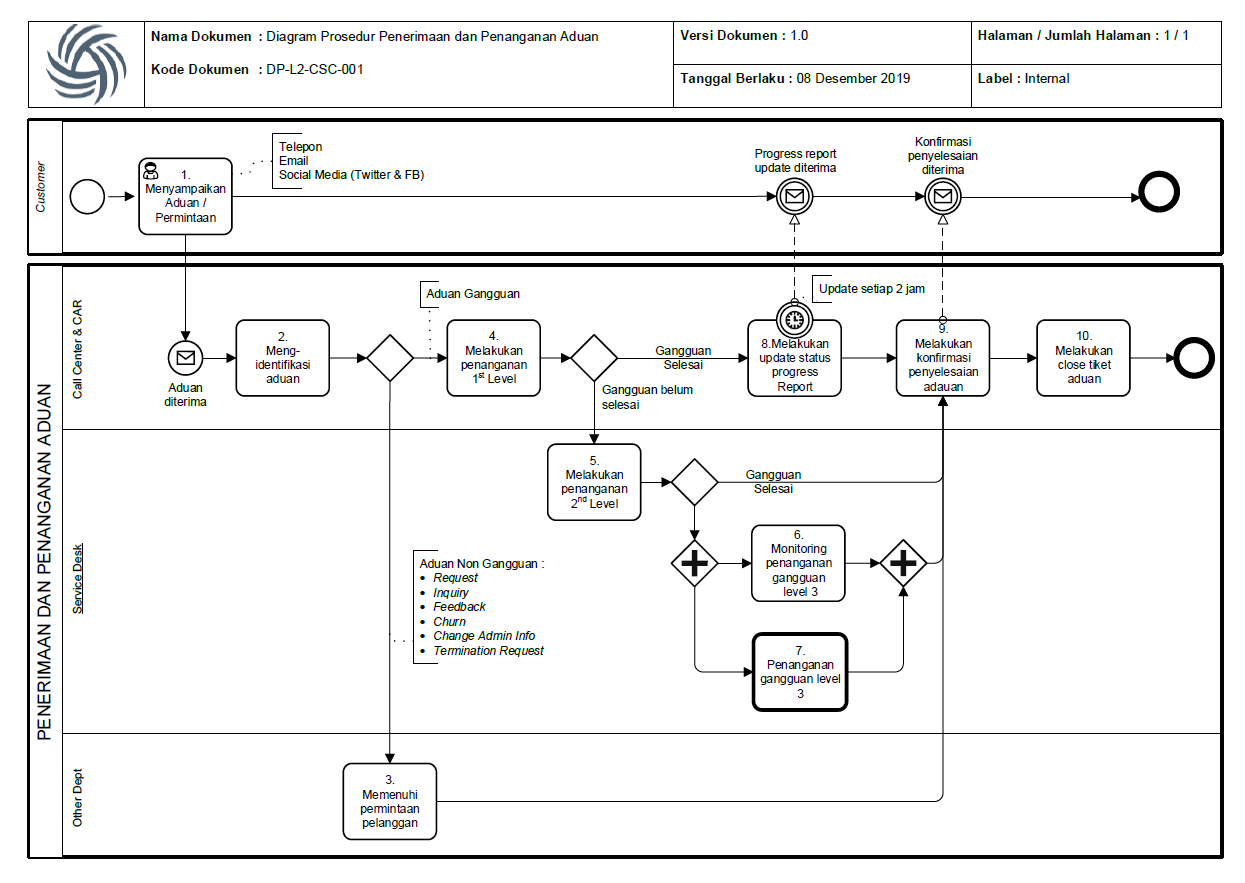 Nama Dokumen : Diagram Prosedur Penerimaan dan Penanganan Aduan
Kode Dokumen : DP-L2-CSC-001
Versi Dokumen : 1.0
Tanggal Berlaku : 08 Desember 2019
Halaman / Jumlah Halaman : 1 / 1
Label : Internal
Customer
1.
Menyampaikan
Aduan /
Permintaan
Telepon
Email
Social Media (Twitter & FB)
Progress report
update diterima
Konfirmasi
penyelesaian
diterima
PENERIMAAN DAN PENANGANAN ADUAN
Call Center & CAR
Aduan
diterima
2.
Meng-
identifikasi
aduan
Aduan Gangguan
4.
Melakukan
penanganan
1st Level
Gangguan
Selesai
Gangguan belum
selesai
Update setiap 2 jam
8.Melakukan
update status
progress
Report
9.
Melakukan
konfirmasi
penyelesaian
adauan
10.
Melakukan
close tiket
aduan
Service Desk
5.
Melakukan
penanganan
2nd Level
Gangguan
Selesai
6.
Monitoring
penanganan
gangguan
level 3
7.
Penanganan
gangguan level
3
Aduan Non Gangguan :
• Request
• Inquiry
• Feedback
• Churn
• Change Admin Info
• Termination Request
Other Dept
3.
Memenuhi
permintaan
pelanggan